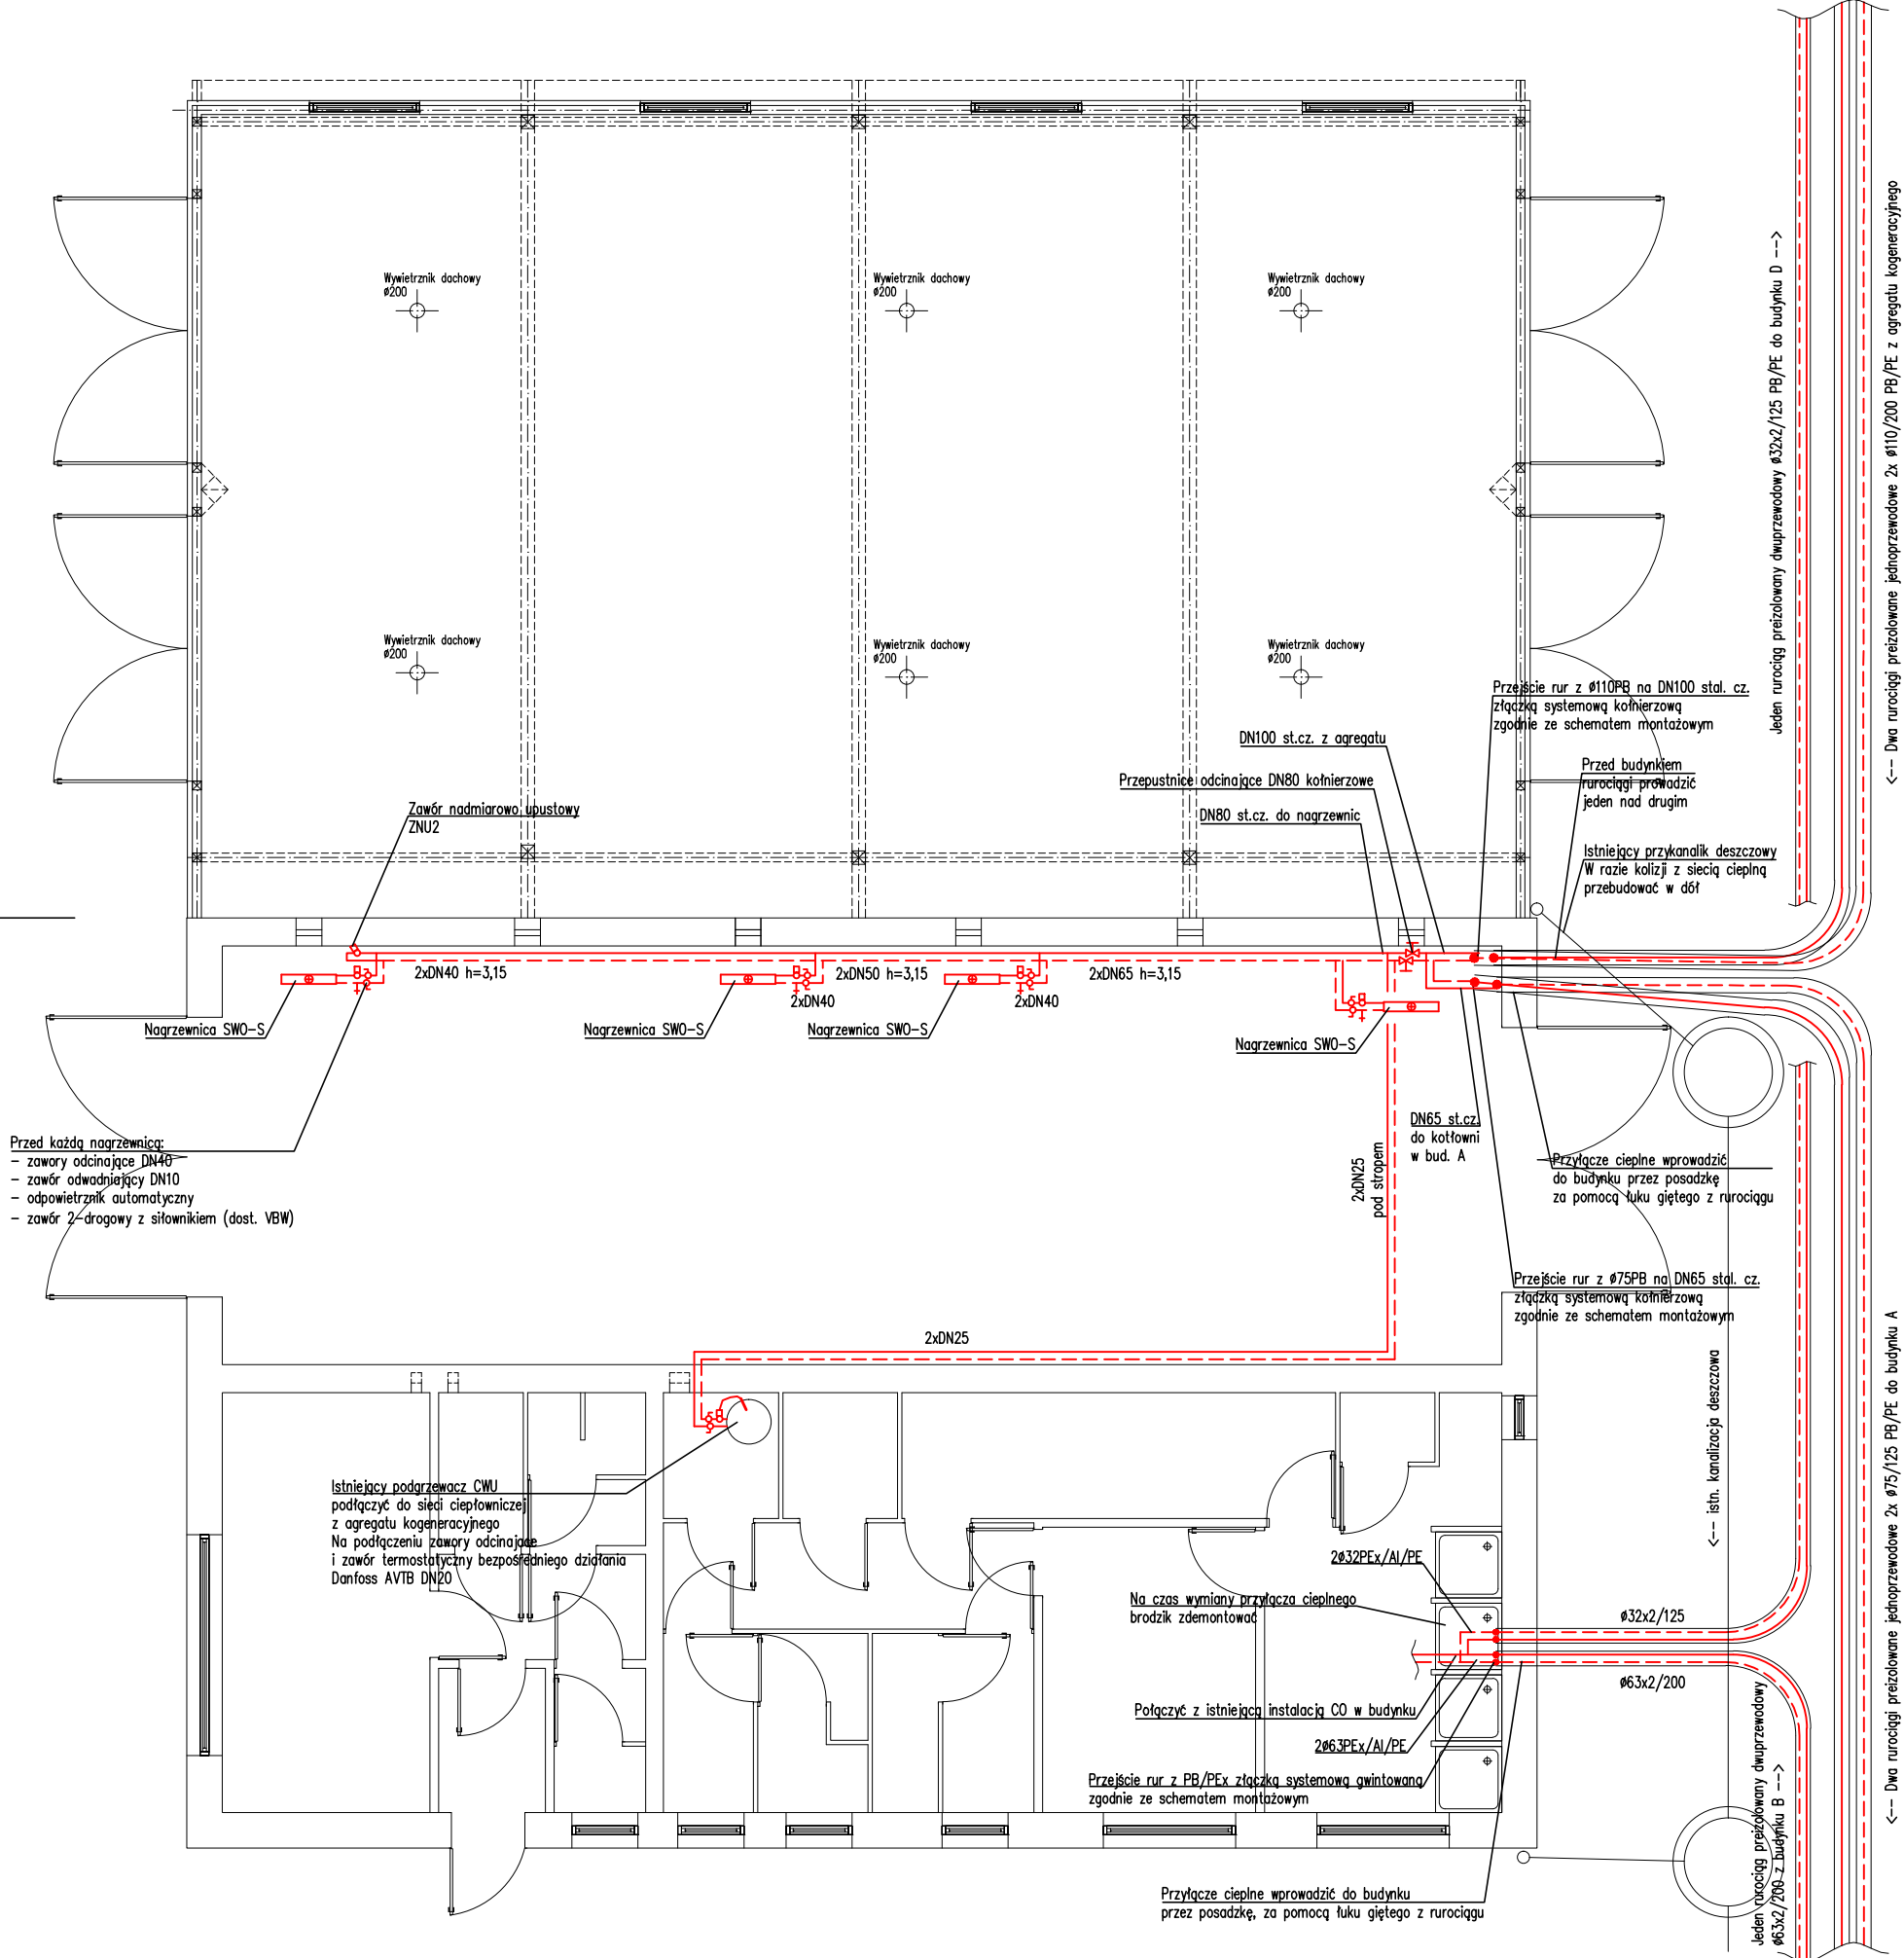 Wywietrznik dachowy
ø200
Wywietrznik dachowy
ø200
Wywietrznik dachowy
ø200
Wywietrznik dachowy
ø200
Wywietrznik dachowy
ø200
Wywietrznik dachowy
ø200
Jeden rurociąg preizolowany dwuprzewodowy ø32x2/125 PB/PE do budynku D -->
<-- Dwa rurociągi preizolowane jednoprzewodowe 2x ø110/200 PB/PE z agregatu kogeneracyjnego
Przejście rur z ø110PB na DN100 stal. cz.
złączką systemową kołnierzową
zgodnie ze schematem montażowym
DN100 st.cz. z agregatu
Przepustnice odcinające DN80 kołnierzowe
DN80 st.cz. do nagrzewnic
Przed budynkiem
rurociągi prowadzić
jeden nad drugim
Istniejący przykanalik deszczowy
W razie kolizji z siecią cieplną
przebudować w dół
Zawór nadmiarowo upustowy
ZNU2
2xDN40 h=3,15
2xDN50 h=3,15
2xDN65 h=3,15
2xDN40
2xDN40
Nagrzewnica SWO-S
Nagrzewnica SWO-S
Nagrzewnica SWO-S
Nagrzewnica SWO-S
Przed każdą nagrzewnicą:
- zawory odcinające DN40
- zawór odwadniający DN10
- odpowietrznik automatyczny
- zawór 2-drogowy z siłownikiem (dost. VBW)
2xDN25
pod stropem
DN65 st.cz.
do kotłowni
w bud. A
Przyłącze cieplne wprowadzić
do budynku przez posadzkę
za pomocą łuku giętego z rurociągu
Przejście rur z ø75PB na DN65 stal. cz.
złączką systemową kołnierzową
zgodnie ze schematem montażowym
2xDN25
<-- istn. kanalizacja deszczowa
<-- Dwa rurociągi preizolowane jednoprzewodowe 2x ø75/125 PB/PE do budynku A
Istniejący podgrzewacz CWU
podłączyć do sieci ciepłowniczej
z agregatu kogeneracyjnego
Na podłączeniu zawory odcinające
i zawór termostatyczny bezpośredniego działania
Danfoss AVTB DN20
2ø32PEx/Al/PE
Na czas wymiany przyłącza cieplnego
brodzik zdemontować
ø32x2/125
ø63x2/200
Połączyć z istniejącą instalacją CO w budynku
2ø63PEx/Al/PE
Przejście rur z PB/PEx złączką systemową gwintowaną
zgodnie ze schematem montażowym
Jeden rurociąg preizolowany dwuprzewodowy
ø63x2/200 z budynku B -->
Przyłącze cieplne wprowadzić do budynku
przez posadzkę, za pomocą łuku giętego z rurociągu